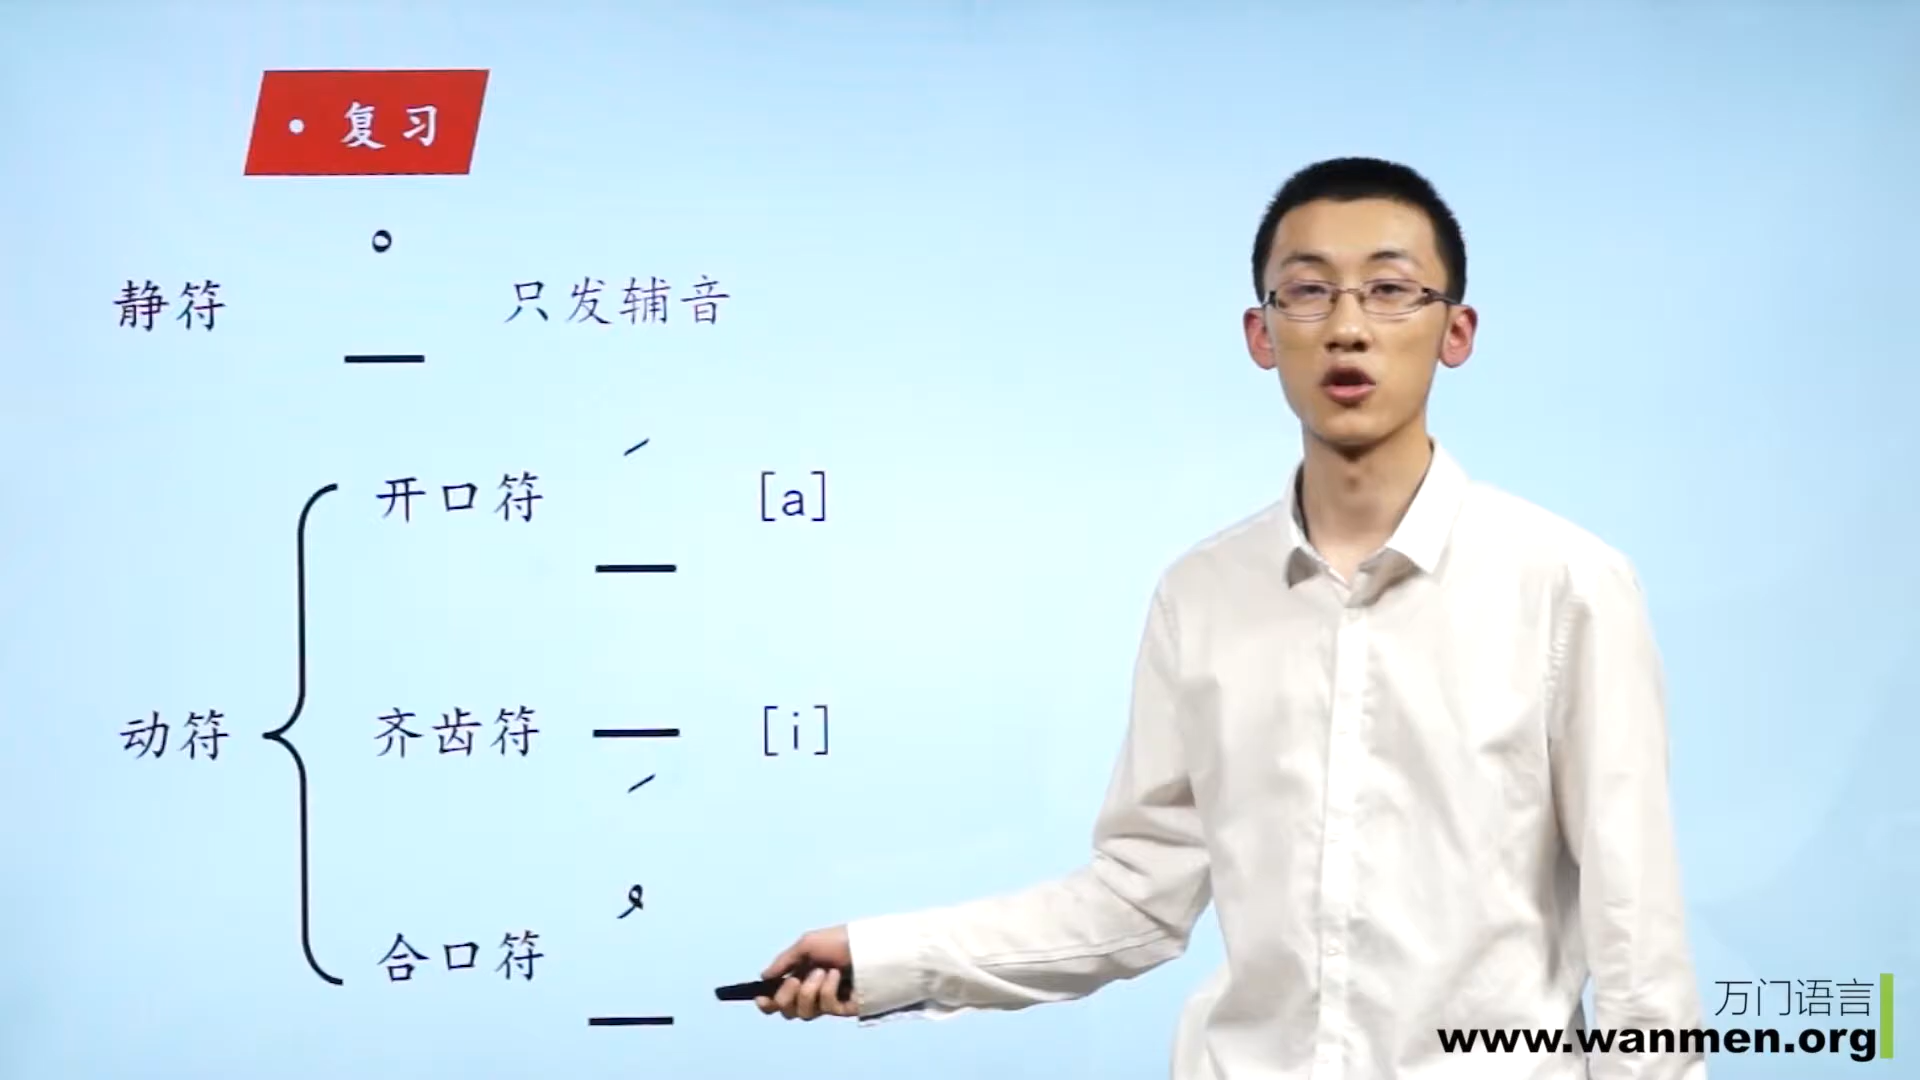 • 复习
静符 ْ 只发辅音
开口符 َ [a]
动符 齐齿符 ِ [i]
合口符 ُ
万门语言
www.wanmen.org